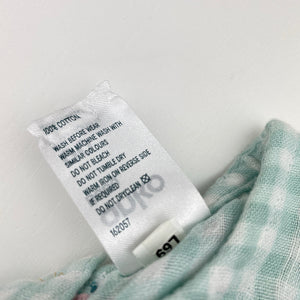 100% COTTON
WASH BEFORE WEAR
WARM MACHINE WASH WITH
SIMILAR COLOURS
DO NOT BLEACH
DO NOT TUMBLE DRY
WARM IRON ON REVERSE SIDE
IF REQUIRED
DO NOT DRYCLEAN
162057